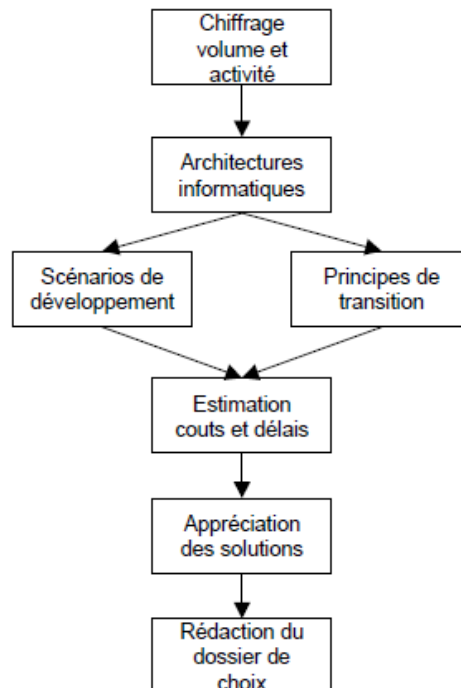 Chiffrage
volume et
activité
Architectures
informatiques
Scénarios de
développement
Principes de
transition
Estimation
couts et délais
Appréciation
des solutions
Rédaction du
dossier de
choix